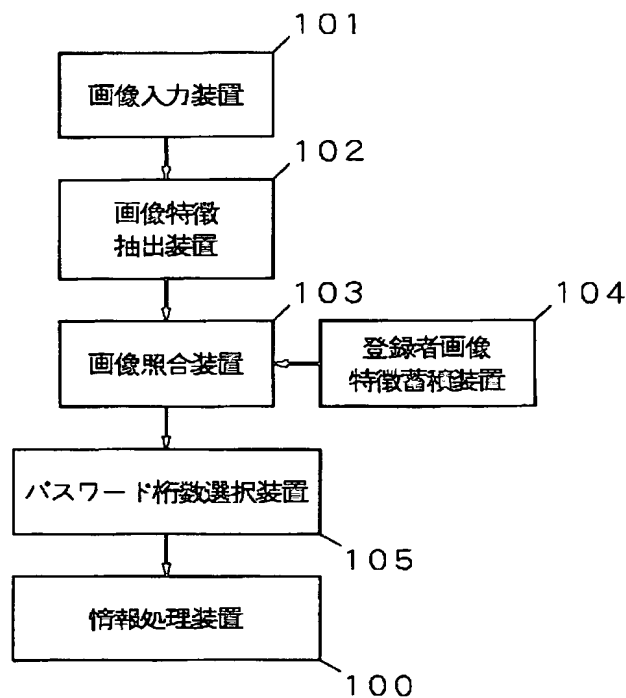 １０１
画像入力装置
１０２
画像特徴
抽出装置
１０３
１０４
画像照合装置
登録者画像
特徴蓄積装置
パスワード桁数選択装置
１０５
情報処理装置
１００